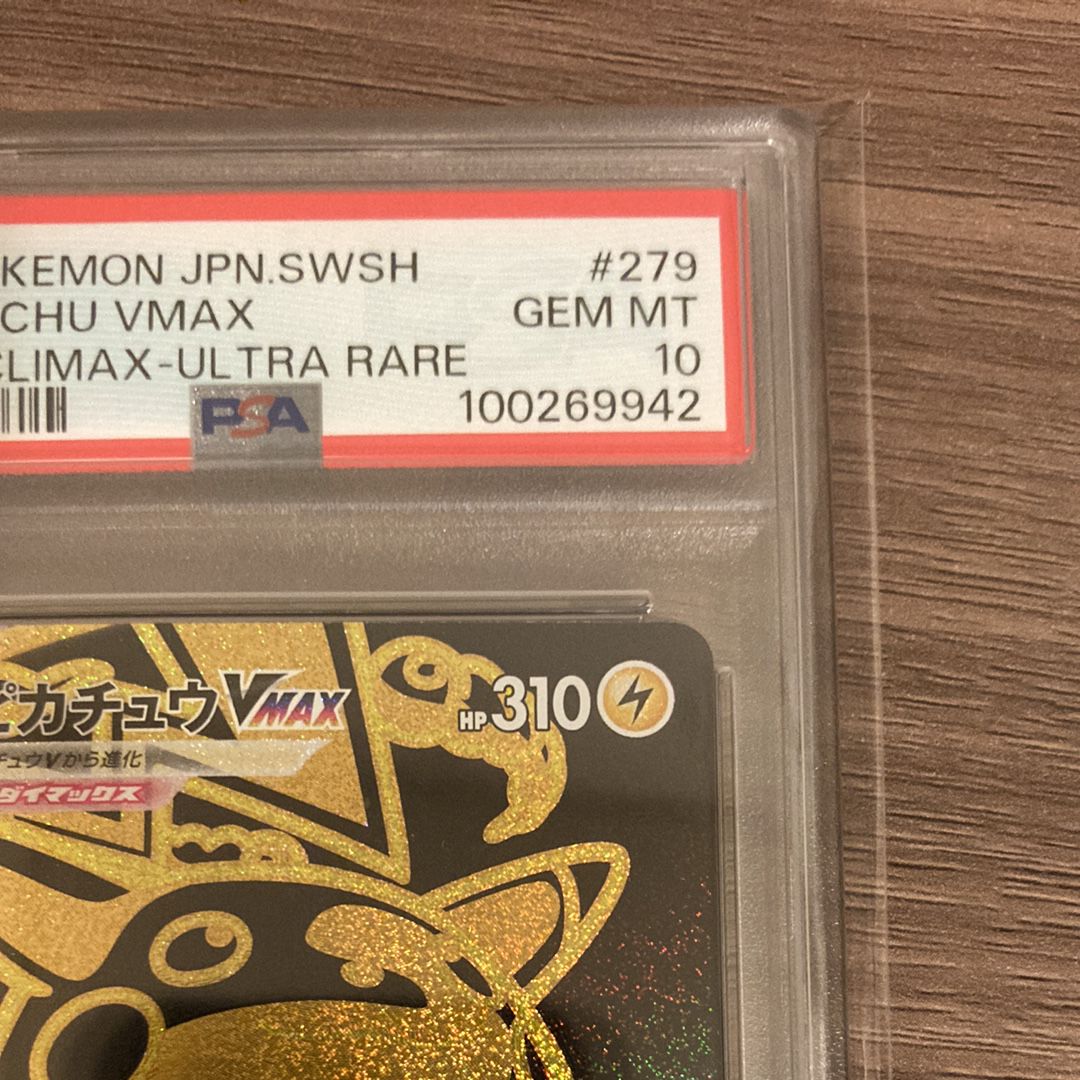 KEMON JPN.SWSH #279
CHU VMAX GEM MT
CLIMAX-ULTRA RARE 10
PSA 100269942
ピカチュウVMAX HP310
チュウVから進化
ダイマックス